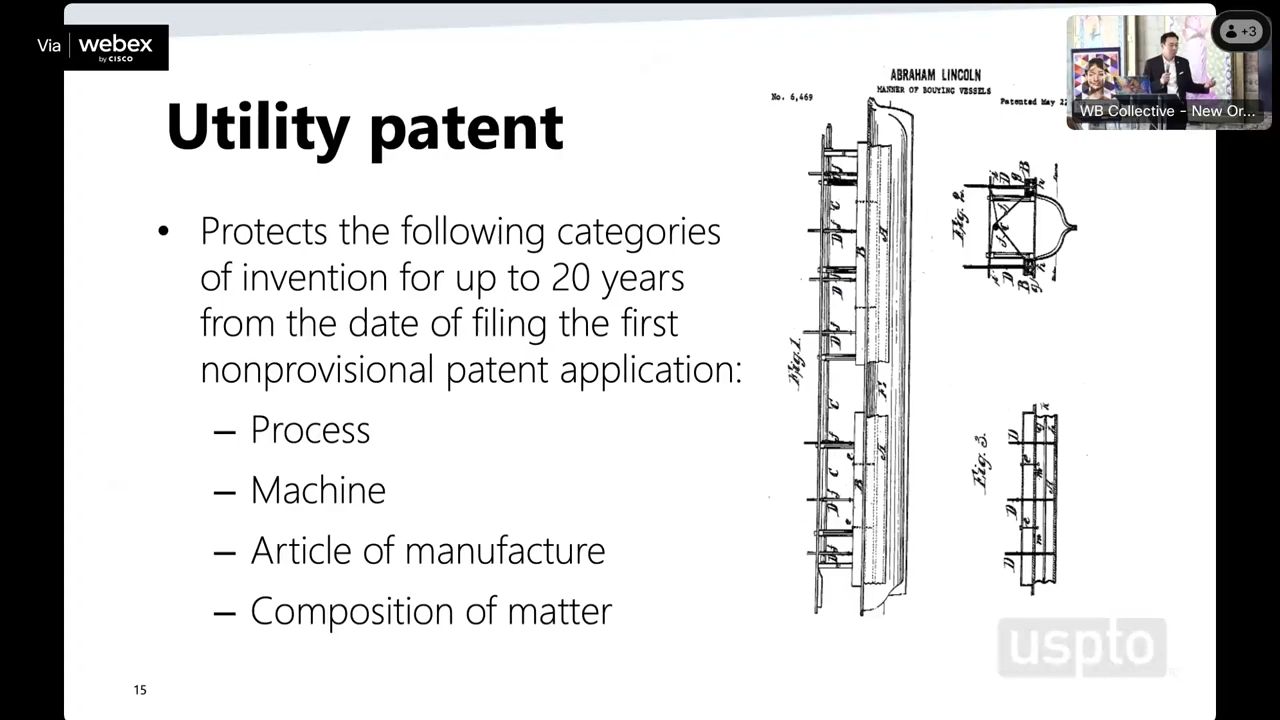 Via webex
by CISCO
+3
WB Collective - New Or...
Utility patent
• Protects the following categories
of invention for up to 20 years
from the date of filing the first
nonprovisional patent application:
– Process
– Machine
– Article of manufacture
– Composition of matter
ABRAHAM LINCOLN
MANNER OF BOUYING VESSELS
No. 6,469
Patented May 22
Fig. 1.
Fig. 2.
Fig. 3.
uspto
15